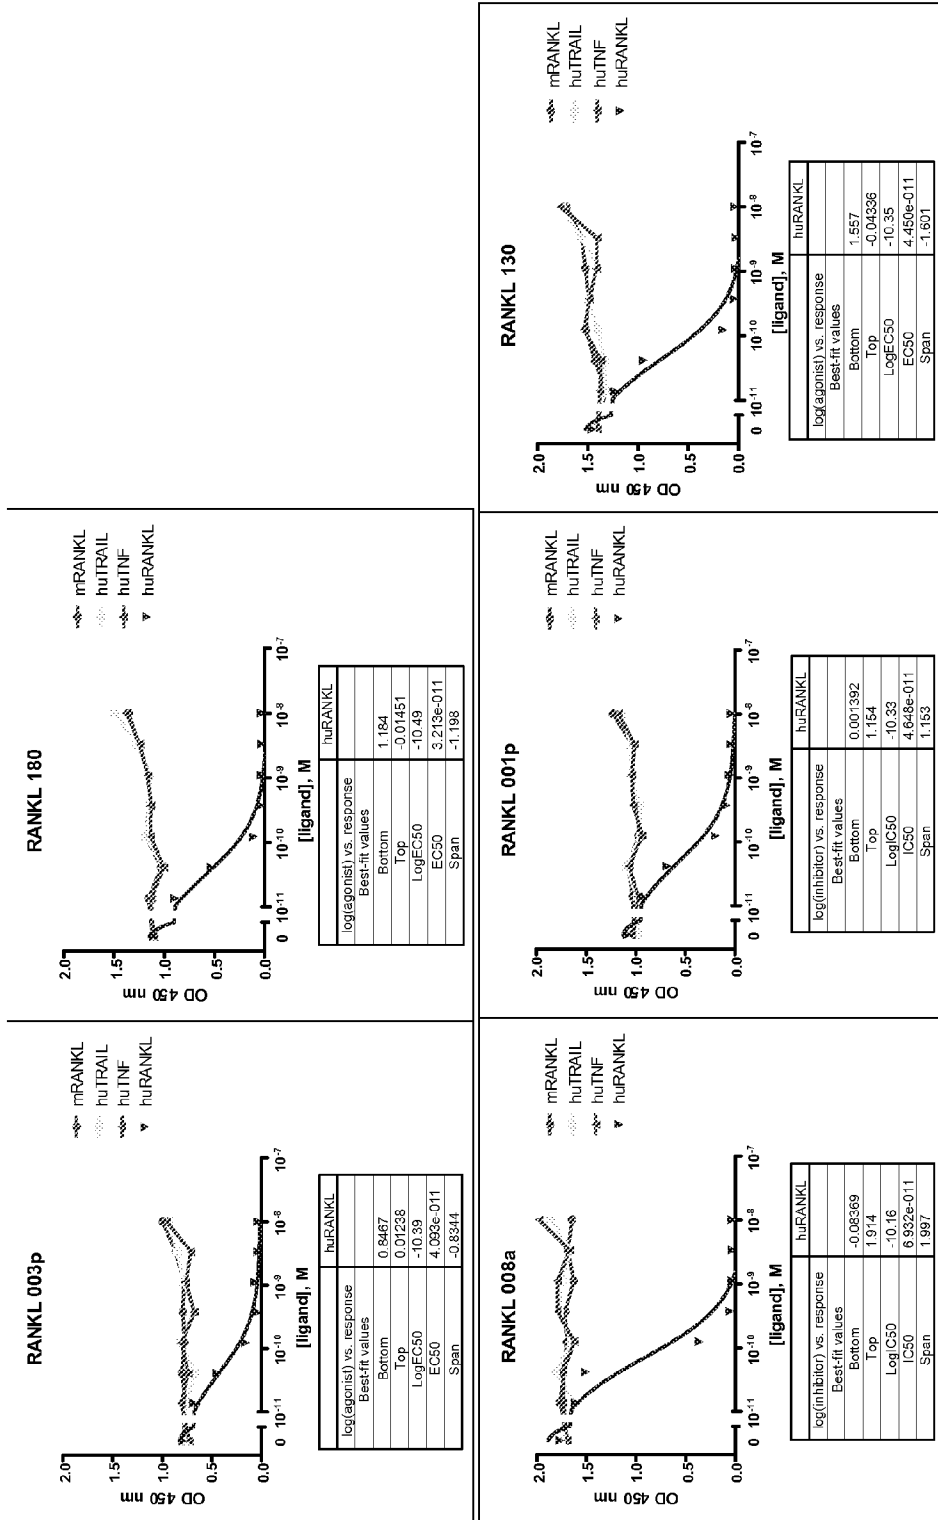 RANKL 003p
mRANKL
huTRAIL
huTNF
huRANKL
OD 450 nm
2.0
1.5
1.0
0.5
0.0
0 10-11 10-10 10-9 10-8 10-7
[ligand], M
huRANKL
log(agonist) vs. response
Best-fit values
Bottom 0.8467
Top 0.01238
LogEC50 -10.39
EC50 4.093e-011
Span -0.8344
RANKL 180
mRANKL
huTRAIL
huTNF
huRANKL
OD 450 nm
2.0
1.5
1.0
0.5
0.0
0 10-11 10-10 10-9 10-8 10-7
[ligand], M
huRANKL
log(agonist) vs. response
Best-fit values
Bottom 1.184
Top -0.01451
LogEC50 -10.49
EC50 3.213e-011
Span -1.198
RANKL 008a
mRANKL
huTRAIL
huTNF
huRANKL
OD 450 nm
2.0
1.5
1.0
0.5
0.0
0 10-11 10-10 10-9 10-8 10-7
[ligand], M
huRANKL
log(inhibitor) vs. response
Best-fit values
Bottom -0.08369
Top 1.914
LogIC50 -10.16
IC50 6.932e-011
Span 1.997
RANKL 001p
mRANKL
huTRAIL
huTNF
huRANKL
OD 450 nm
2.0
1.5
1.0
0.5
0.0
0 10-11 10-10 10-9 10-8 10-7
[ligand], M
huRANKL
log(inhibitor) vs. response
Best-fit values
Bottom 0.001392
Top 1.154
LogIC50 -10.33
IC50 4.648e-011
Span 1.153
RANKL 130
mRANKL
huTRAIL
huTNF
huRANKL
OD 450 nm
2.0
1.5
1.0
0.5
0.0
0 10-11 10-10 10-9 10-8 10-7
[ligand], M
huRANKL
log(agonist) vs. response
Best-fit values
Bottom 1.557
Top -0.04336
LogEC50 -10.35
EC50 4.450e-011
Span -1.601